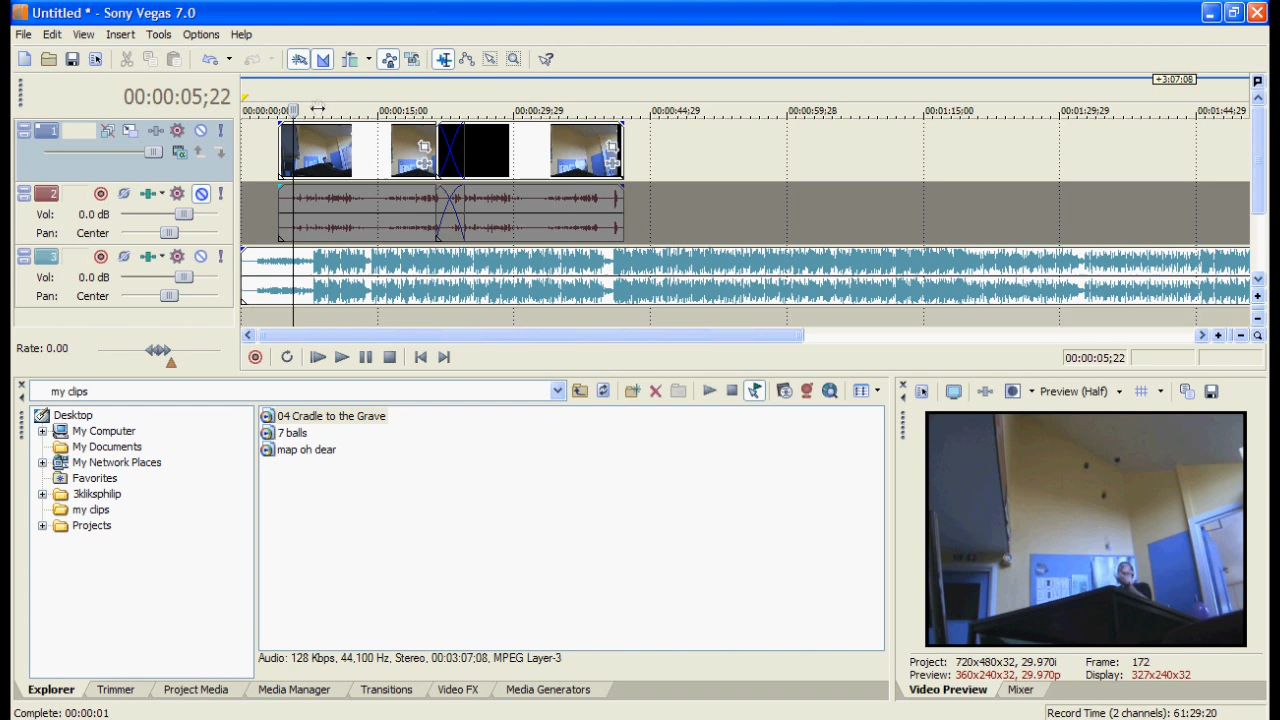 Untitled * - Sony Vegas 7.0
File Edit View Insert Tools Options Help
+3:07:08
00:00:05;22
00:00:00 00:00:15;00 00:00:29;29 00:00:44;29 00:00:59;28 00:01:15;00 00:01:29;29 00:01:44;29
1
2
Vol: 0.0 dB
Pan: Center
3
Vol: 0.0 dB
Pan: Center
Rate: 0.00
00:00:05;22
my clips
Preview (Half)
Desktop
My Computer
My Documents
My Network Places
Favorites
3kliksphilip
my clips
Projects
04 Cradle to the Grave
7 balls
map oh dear
Audio: 128 Kbps, 44,100 Hz, Stereo, 00:03:07;08, MPEG Layer-3
Project: 720x480x32, 29.970i Frame: 172
Preview: 360x240x32, 29.970p Display: 327x240x32
Explorer Trimmer Project Media Media Manager Transitions Video FX Media Generators
Video Preview Mixer
Complete: 00:00:01
Record Time (2 channels): 61:29:20